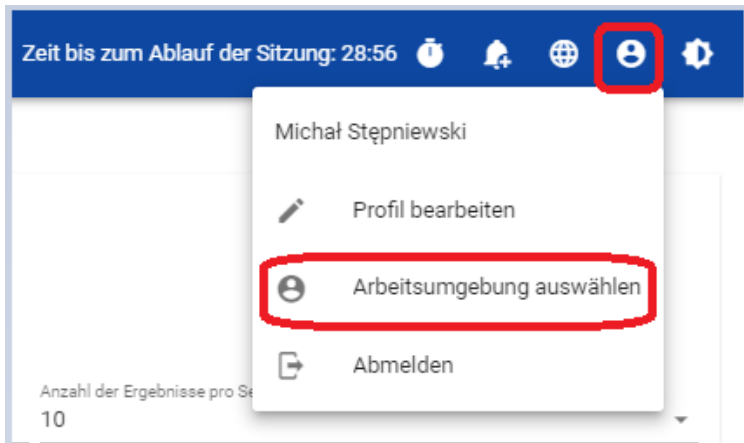 Zeit bis zum Ablauf der Sitzung: 28:56
Michał Stępniewski
Profil bearbeiten
Arbeitsumgebung auswählen
Abmelden
Anzahl der Ergebnisse pro
10